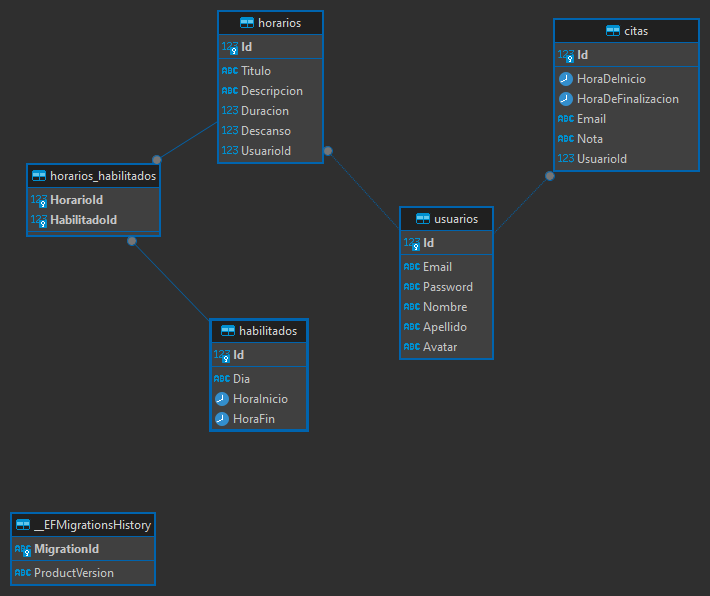 horarios
123 Id
ABC Titulo
ABC Descripcion
123 Duracion
123 Descanso
123 UsuarioId
citas
123 Id
HoraDeInicio
HoraDeFinalizacion
ABC Email
ABC Nota
123 UsuarioId
horarios_habilitados
123 HorarioId
123 HabilitadoId
usuarios
123 Id
ABC Email
ABC Password
ABC Nombre
ABC Apellido
ABC Avatar
habilitados
123 Id
ABC Dia
HoraInicio
HoraFin
__EFMigrationsHistory
ABC MigrationId
ABC ProductVersion